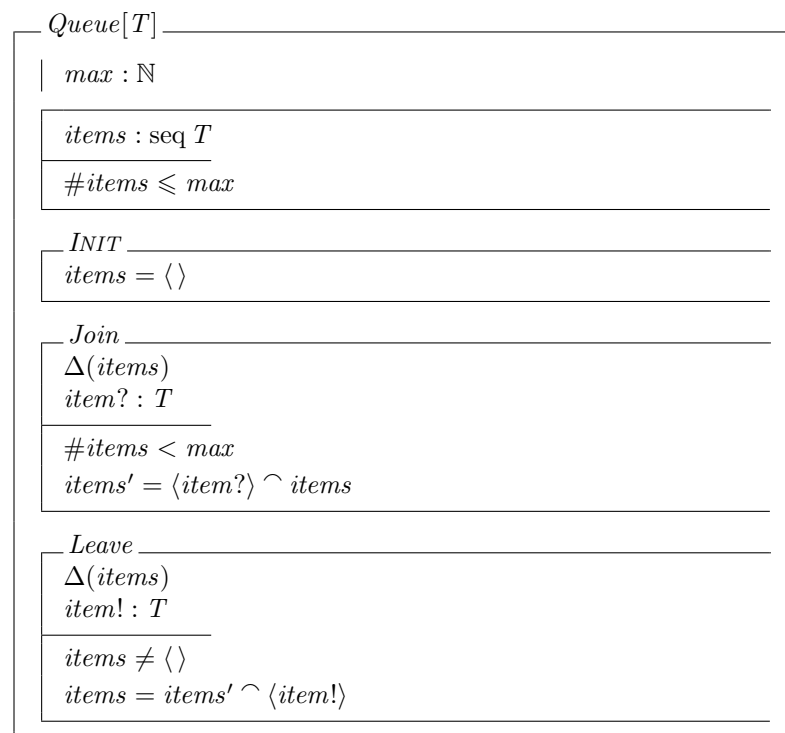 Queue[T]
max : ℕ
items : seq T
#items ⩽ max
INIT
items = ⟨ ⟩
Join
Δ(items)
item? : T
#items < max
items′ = ⟨item?⟩ ⌢ items
Leave
Δ(items)
item! : T
items ≠ ⟨ ⟩
items = items′ ⌢ ⟨item!⟩